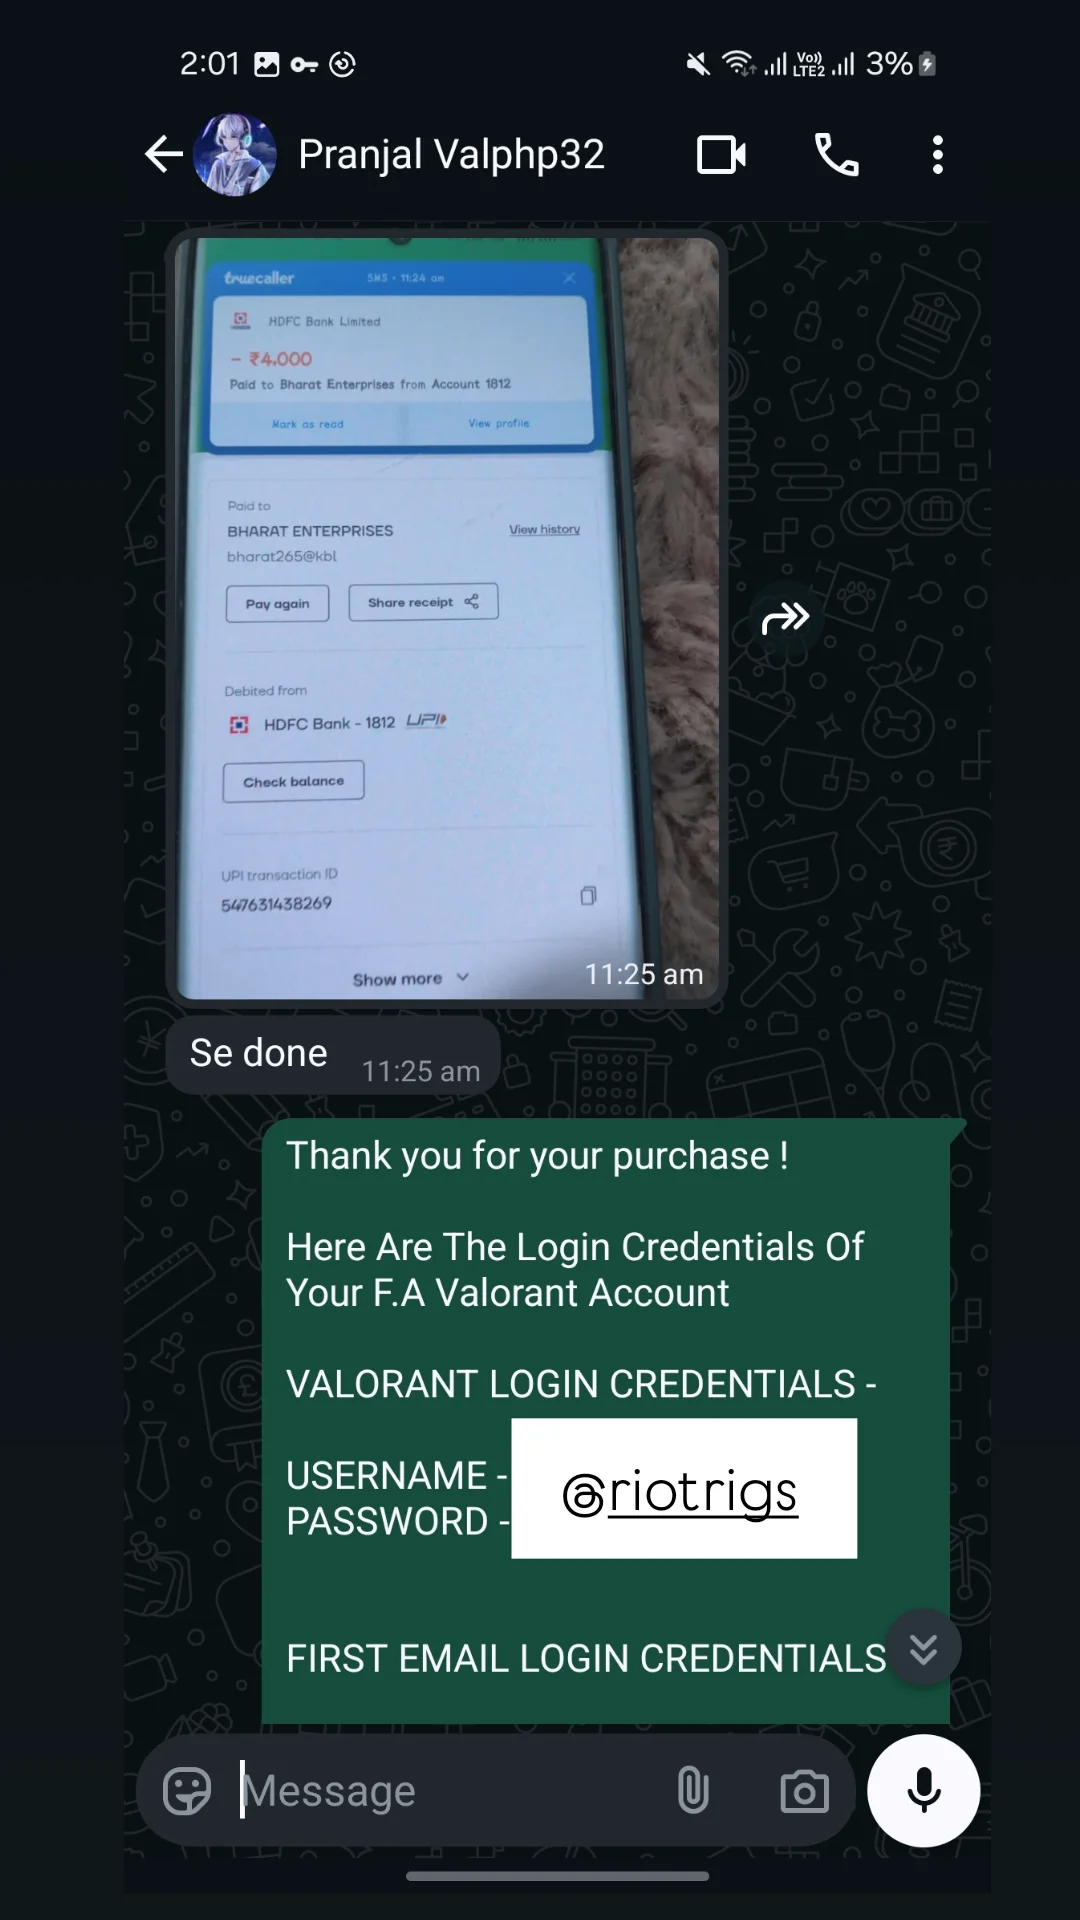 2:01
Vo)) LTE2 3%
Pranjal Valphp32
truecaller SMS • 11:24 am
HDFC Bank Limited
- ₹4,000
Paid to Bharat Enterprises from Account 1812
Mark as read View profile
Paid to
BHARAT ENTERPRISES View history
bharat265@kbl
Pay again Share receipt
Debited from
HDFC Bank - 1812 UPI
Check balance
UPI transaction ID
547631438269
Show more
11:25 am
Se done 11:25 am
Thank you for your purchase !
Here Are The Login Credentials Of
Your F.A Valorant Account
VALORANT LOGIN CREDENTIALS -
USERNAME -
PASSWORD -
@riotrigs
FIRST EMAIL LOGIN CREDENTIALS
Message